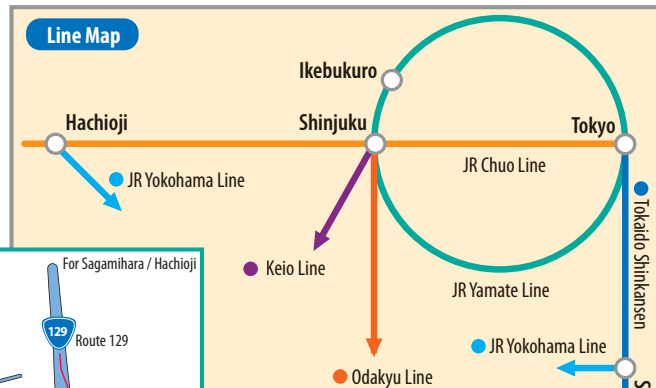 Line Map
Ikebukuro
Hachioji
Shinjuku
Tokyo
JR Yokohama Line
JR Chuo Line
Tokaido Shinkansen
Keio Line
JR Yamate Line
For Sagamihara / Hachioji
129
Route 129
JR Yokohama Line
Odakyu Line